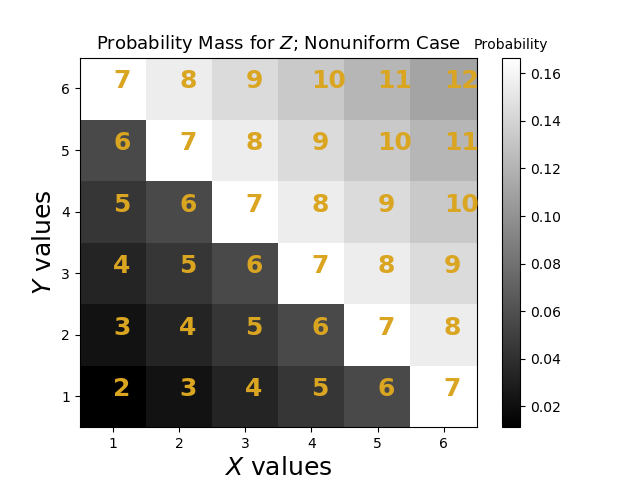 Probability Mass for Z; Nonuniform Case
Probability
6 7 8 9 10 11 12 0.16
5 6 7 8 9 10 11 0.14
4 5 6 7 8 9 10 0.12
0.10
3 4 5 6 7 8 9 0.08
2 3 4 5 6 7 8 0.06
0.04
1 2 3 4 5 6 7 0.02
Y values
1 2 3 4 5 6
X values